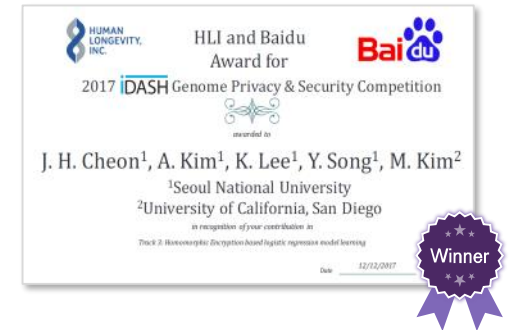 HUMAN
LONGEVITY,
INC.
Baidu
HLI and Baidu
Award for
2017 iDASH Genome Privacy & Security Competition
awarded to
J. H. Cheon¹, A. Kim¹, K. Lee¹, Y. Song¹, M. Kim²
¹Seoul National University
²University of California, San Diego
in recognition of your contribution in
Track 3: Homomorphic Encryption based logistic regression model learning
Date 12/12/2017
Winner